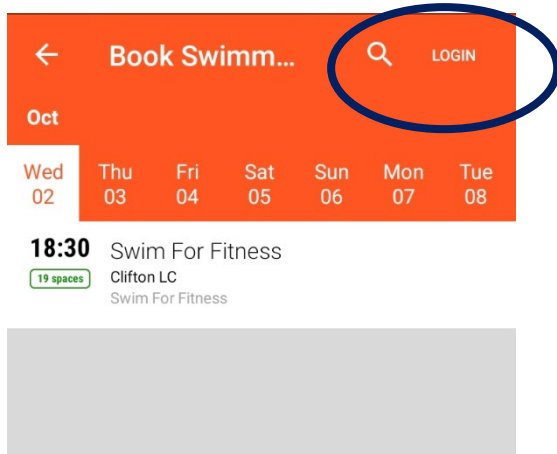 Book Swimm... LOGIN
Oct
Wed Thu Fri Sat Sun Mon Tue
02 03 04 05 06 07 08
18:30 Swim For Fitness
19 spaces Clifton LC
Swim For Fitness